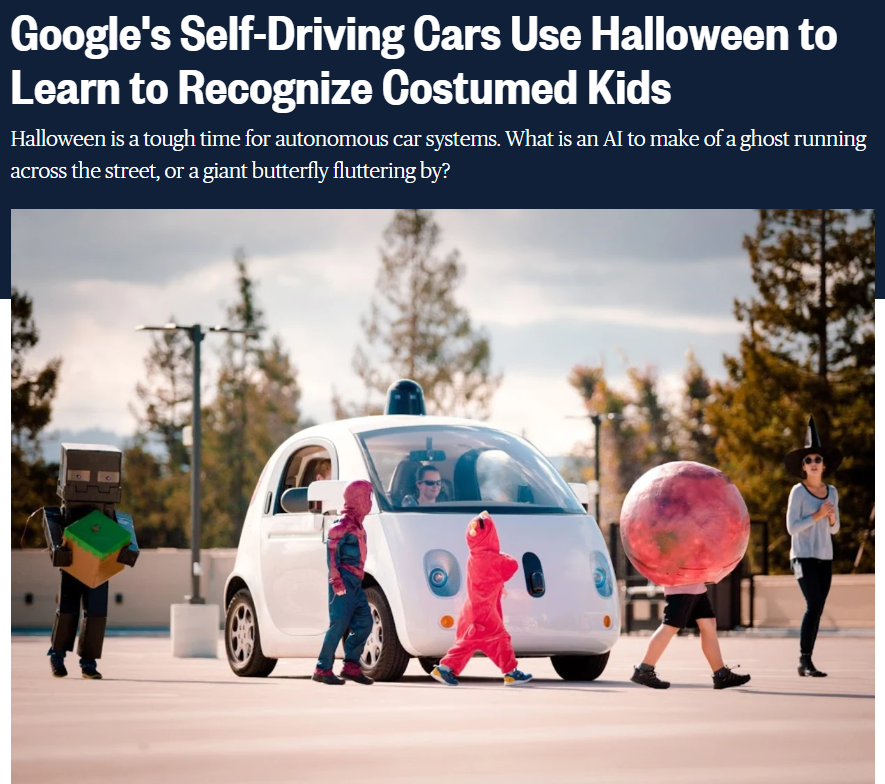 Google's Self-Driving Cars Use Halloween to
Learn to Recognize Costumed Kids
Halloween is a tough time for autonomous car systems. What is an AI to make of a ghost running
across the street, or a giant butterfly fluttering by?